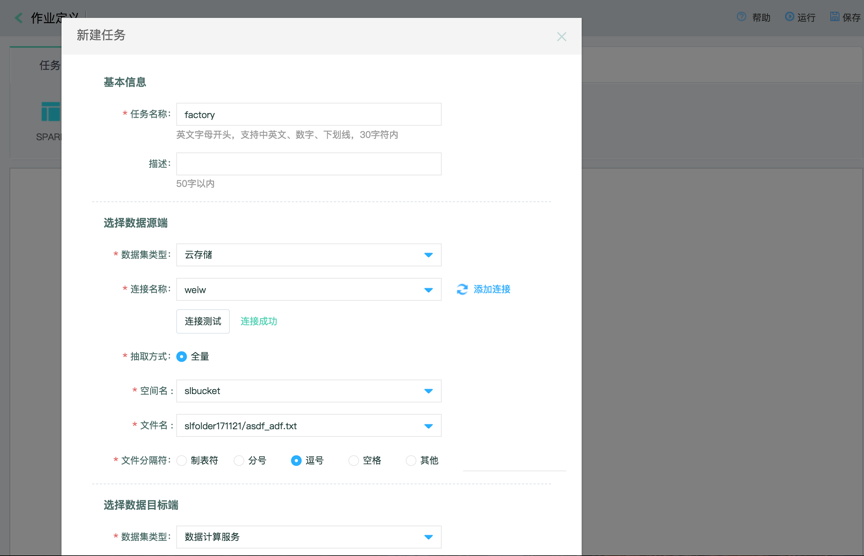 作业定义
帮助
运行
保存
任务
SPAR
新建任务
基本信息
* 任务名称: factory
英文字母开头，支持中英文、数字、下划线，30字符内
描述:
50字以内
选择数据源端
* 数据集类型: 云存储
* 连接名称: weiw 添加连接
连接测试 连接成功
* 抽取方式: 全量
* 空间名 : slbucket
* 文件名 : slfolder171121/asdf_adf.txt
* 文件分隔符: 制表符 分号 逗号 空格 其他
选择数据目标端
* 数据集类型: 数据计算服务